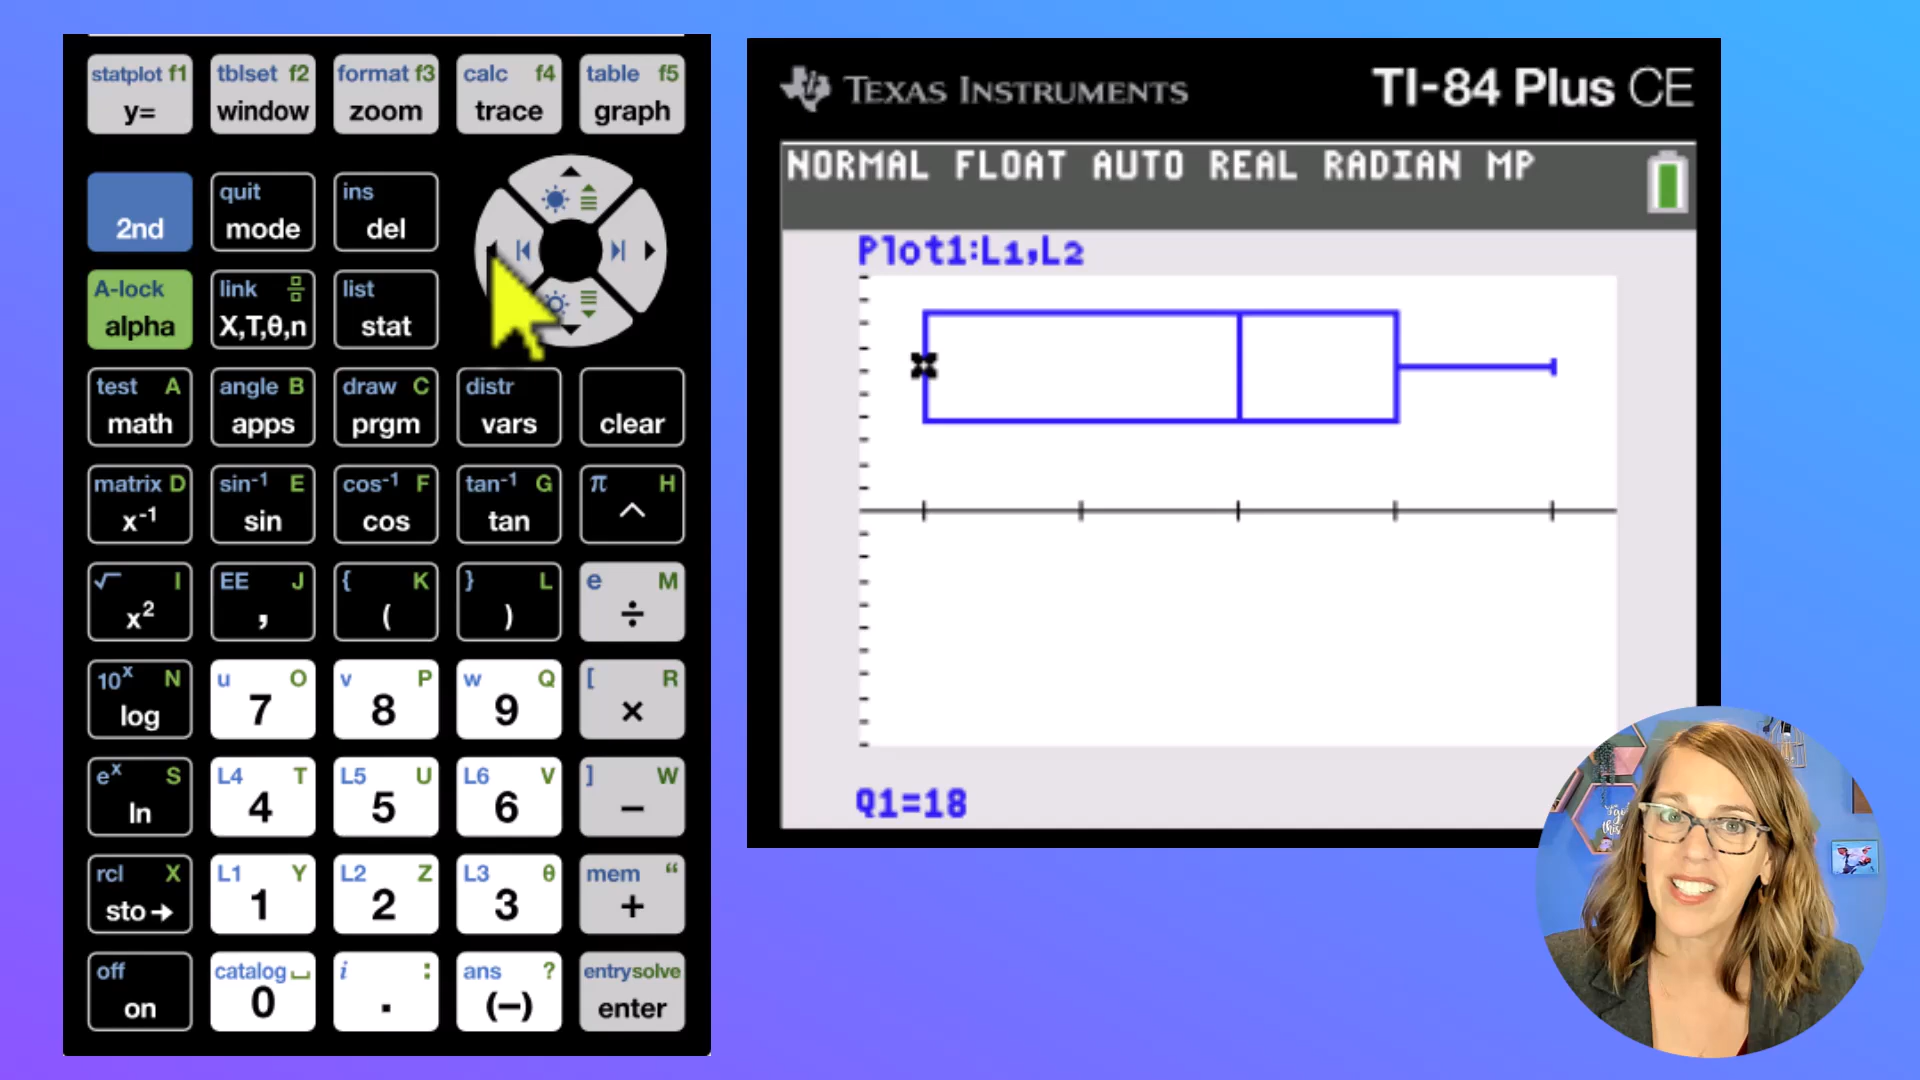 statplot f1 tblset f2 format f3 calc f4 table f5
y= window zoom trace graph
quit ins
2nd mode del
A-lock link list
alpha X,T,θ,n stat
test A angle B draw C distr
math apps prgm vars clear
matrix D sin⁻¹ E cos⁻¹ F tan⁻¹ G π H
x⁻¹ sin cos tan ^
√ I EE J { K } L e M
x² , ( ) ÷
10ˣ N u O v P w Q [ R
log 7 8 9 ×
eˣ S L4 T L5 U L6 V ] W
ln 4 5 6 −
rcl X L1 Y L2 Z L3 θ mem “
sto→ 1 2 3 +
off catalog i : ans ? entry solve
on 0 . (−) enter
TEXAS INSTRUMENTS TI-84 Plus CE
NORMAL FLOAT AUTO REAL RADIAN MP
Plot1:L1,L2
Q1=18